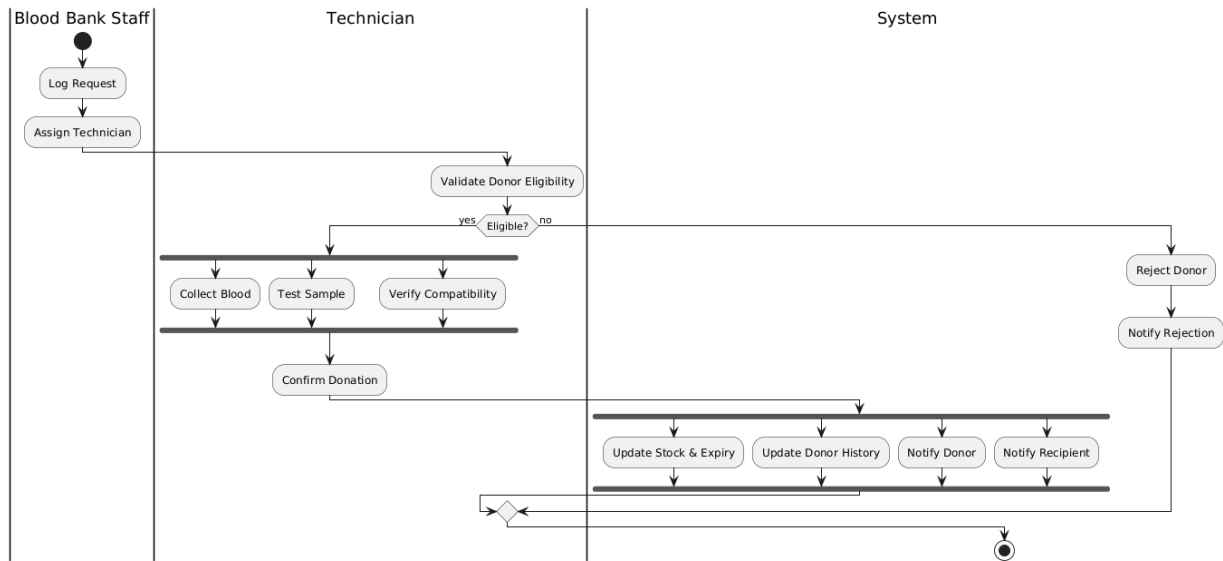 Blood Bank Staff
Technician
System
Log Request
Assign Technician
Validate Donor Eligibility
yes
Eligible?
no
Reject Donor
Collect Blood
Test Sample
Verify Compatibility
Notify Rejection
Confirm Donation
Update Stock & Expiry
Update Donor History
Notify Donor
Notify Recipient